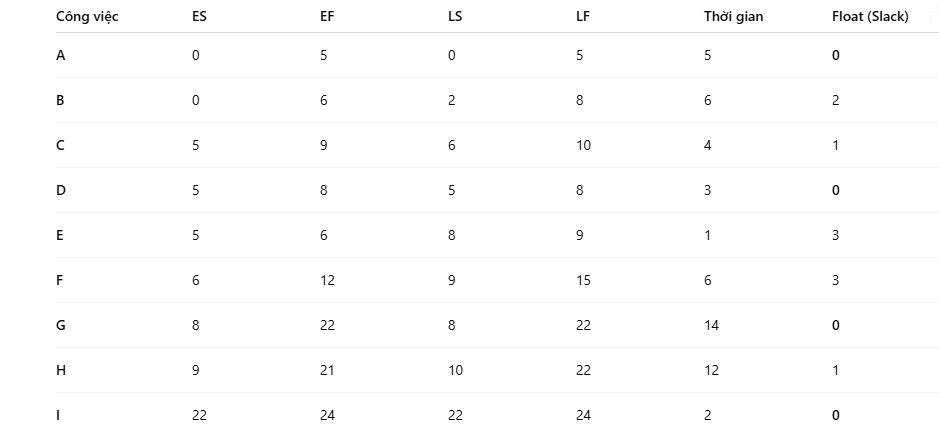 Công việc ES EF LS LF Thời gian Float (Slack)
A 0 5 0 5 5 0
B 0 6 2 8 6 2
C 5 9 6 10 4 1
D 5 8 5 8 3 0
E 5 6 8 9 1 3
F 6 12 9 15 6 3
G 8 22 8 22 14 0
H 9 21 10 22 12 1
I 22 24 22 24 2 0